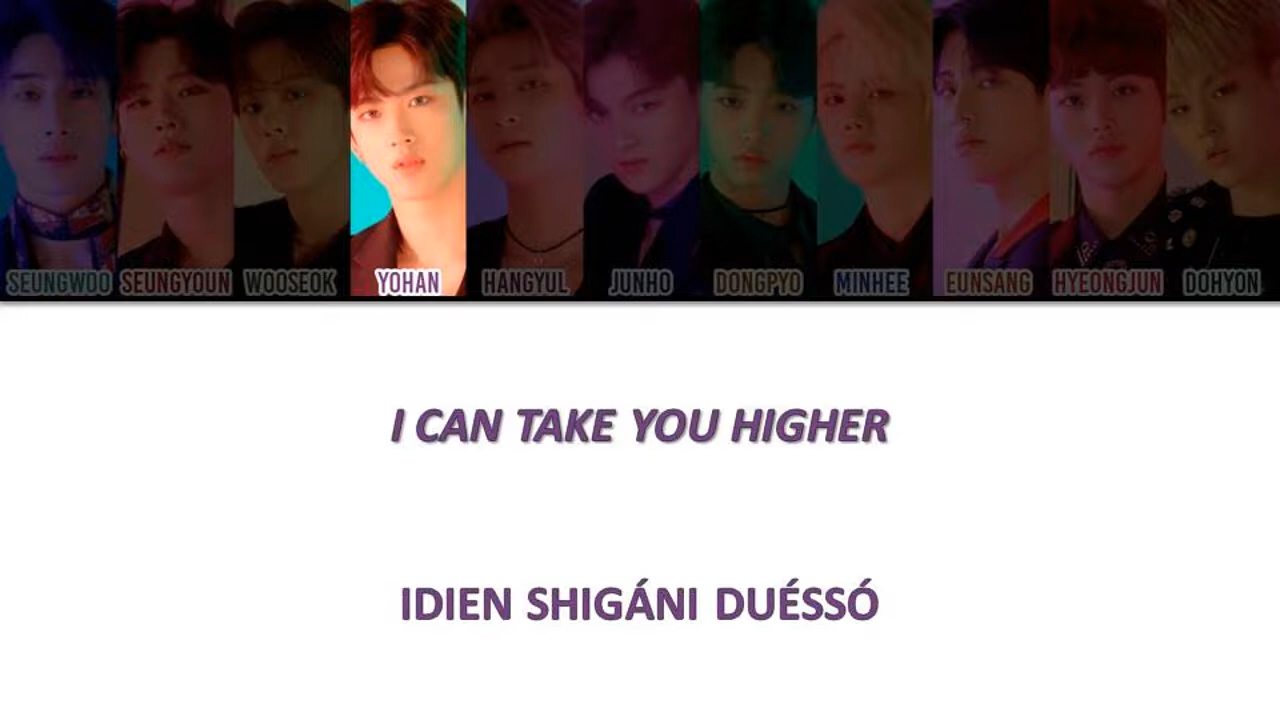 SEUNGWOO SEUNGYOUN WOOSEOK YOHAN HANGYUL JUNHO DONGPYO MINHEE EUNSANG HYEONGJUN DOHYON
I CAN TAKE YOU HIGHER
IDIEN SHIGÁNI DUÉSSÓ